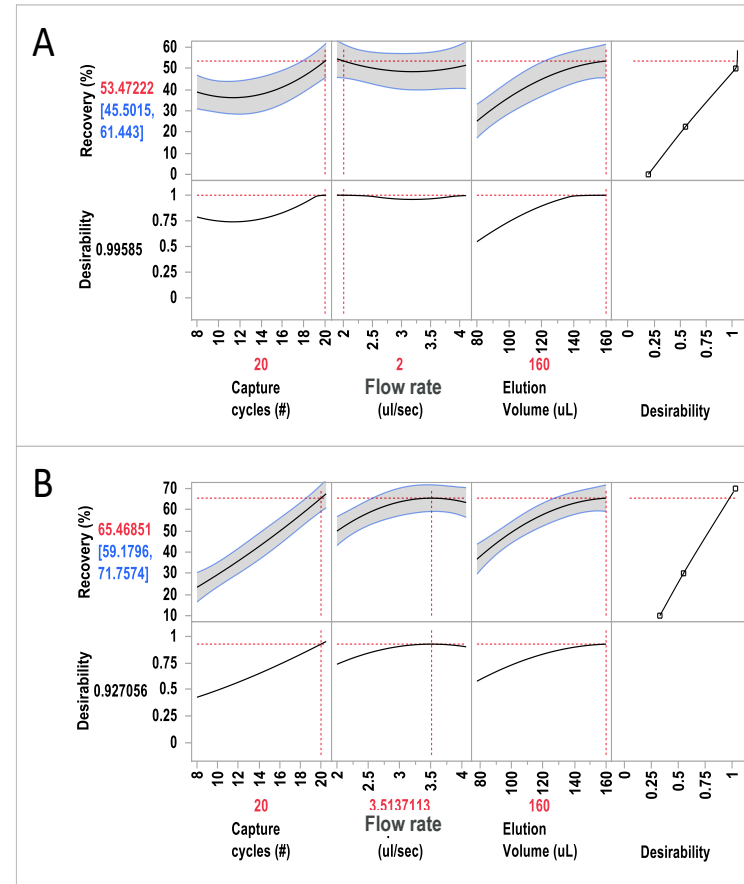 A
Recovery (%)
53.47222
[45.5015,
61.443]
60
50
40
30
20
10
0
Desirability
0.99585
1
0.75
0.5
0.25
0
8 10 12 14 16 18 20
2 2.5 3 3.5 4
80 100 120 140 160
0 0.25 0.5 0.75 1
20 2 160
Capture
cycles (#)
Flow rate
(ul/sec)
Elution
Volume (uL)
Desirability
B
Recovery (%)
65.46851
[59.1796,
71.7574]
70
60
50
40
30
20
10
Desirability
0.927056
1
0.75
0.5
0.25
0
8 10 12 14 16 18 20
2 2.5 3 3.5 4
80 100 120 140 160
0 0.25 0.5 0.75 1
20 3.5137113 160
Capture
cycles (#)
Flow rate
(ul/sec)
Elution
Volume (uL)
Desirability